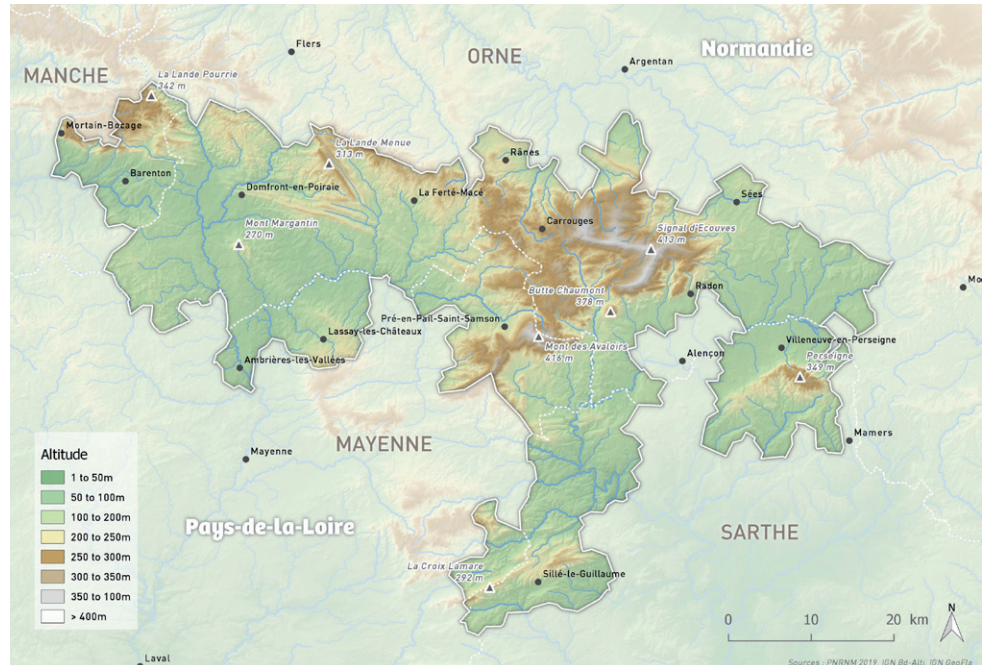 Normandie
Flers
ORNE
Argentan
MANCHE
La Lande Pourrie
342 m
Mortain-Bocage
La Lande Menue
313 m
Rânes
Barenton
Domfront-en-Poiraie
La Ferté-Macé
Sées
Carrouges
Mont Margantin
270 m
Signal d'Ecouves
413 m
Butte Chaumont
378 m
Radon
Pré-en-Pail-Saint-Samson
Lassay-les-Châteaux
Mont des Avaloirs
416 m
Villeneuve-en-Perseigne
Alençon
Perseigne
349 m
Ambrières-les-Vallées
MAYENNE
Mamers
Mayenne
Altitude
1 to 50m
50 to 100m
100 to 200m
200 to 250m
250 to 300m
300 to 350m
350 to 100m
> 400m
Pays-de-la-Loire
SARTHE
La Croix Lamare
292 m
Sillé-le-Guillaume
0 10 20 km
N
Laval
Sources : PNRNM 2019, IGN Bd-Alti, IGN GeoFla